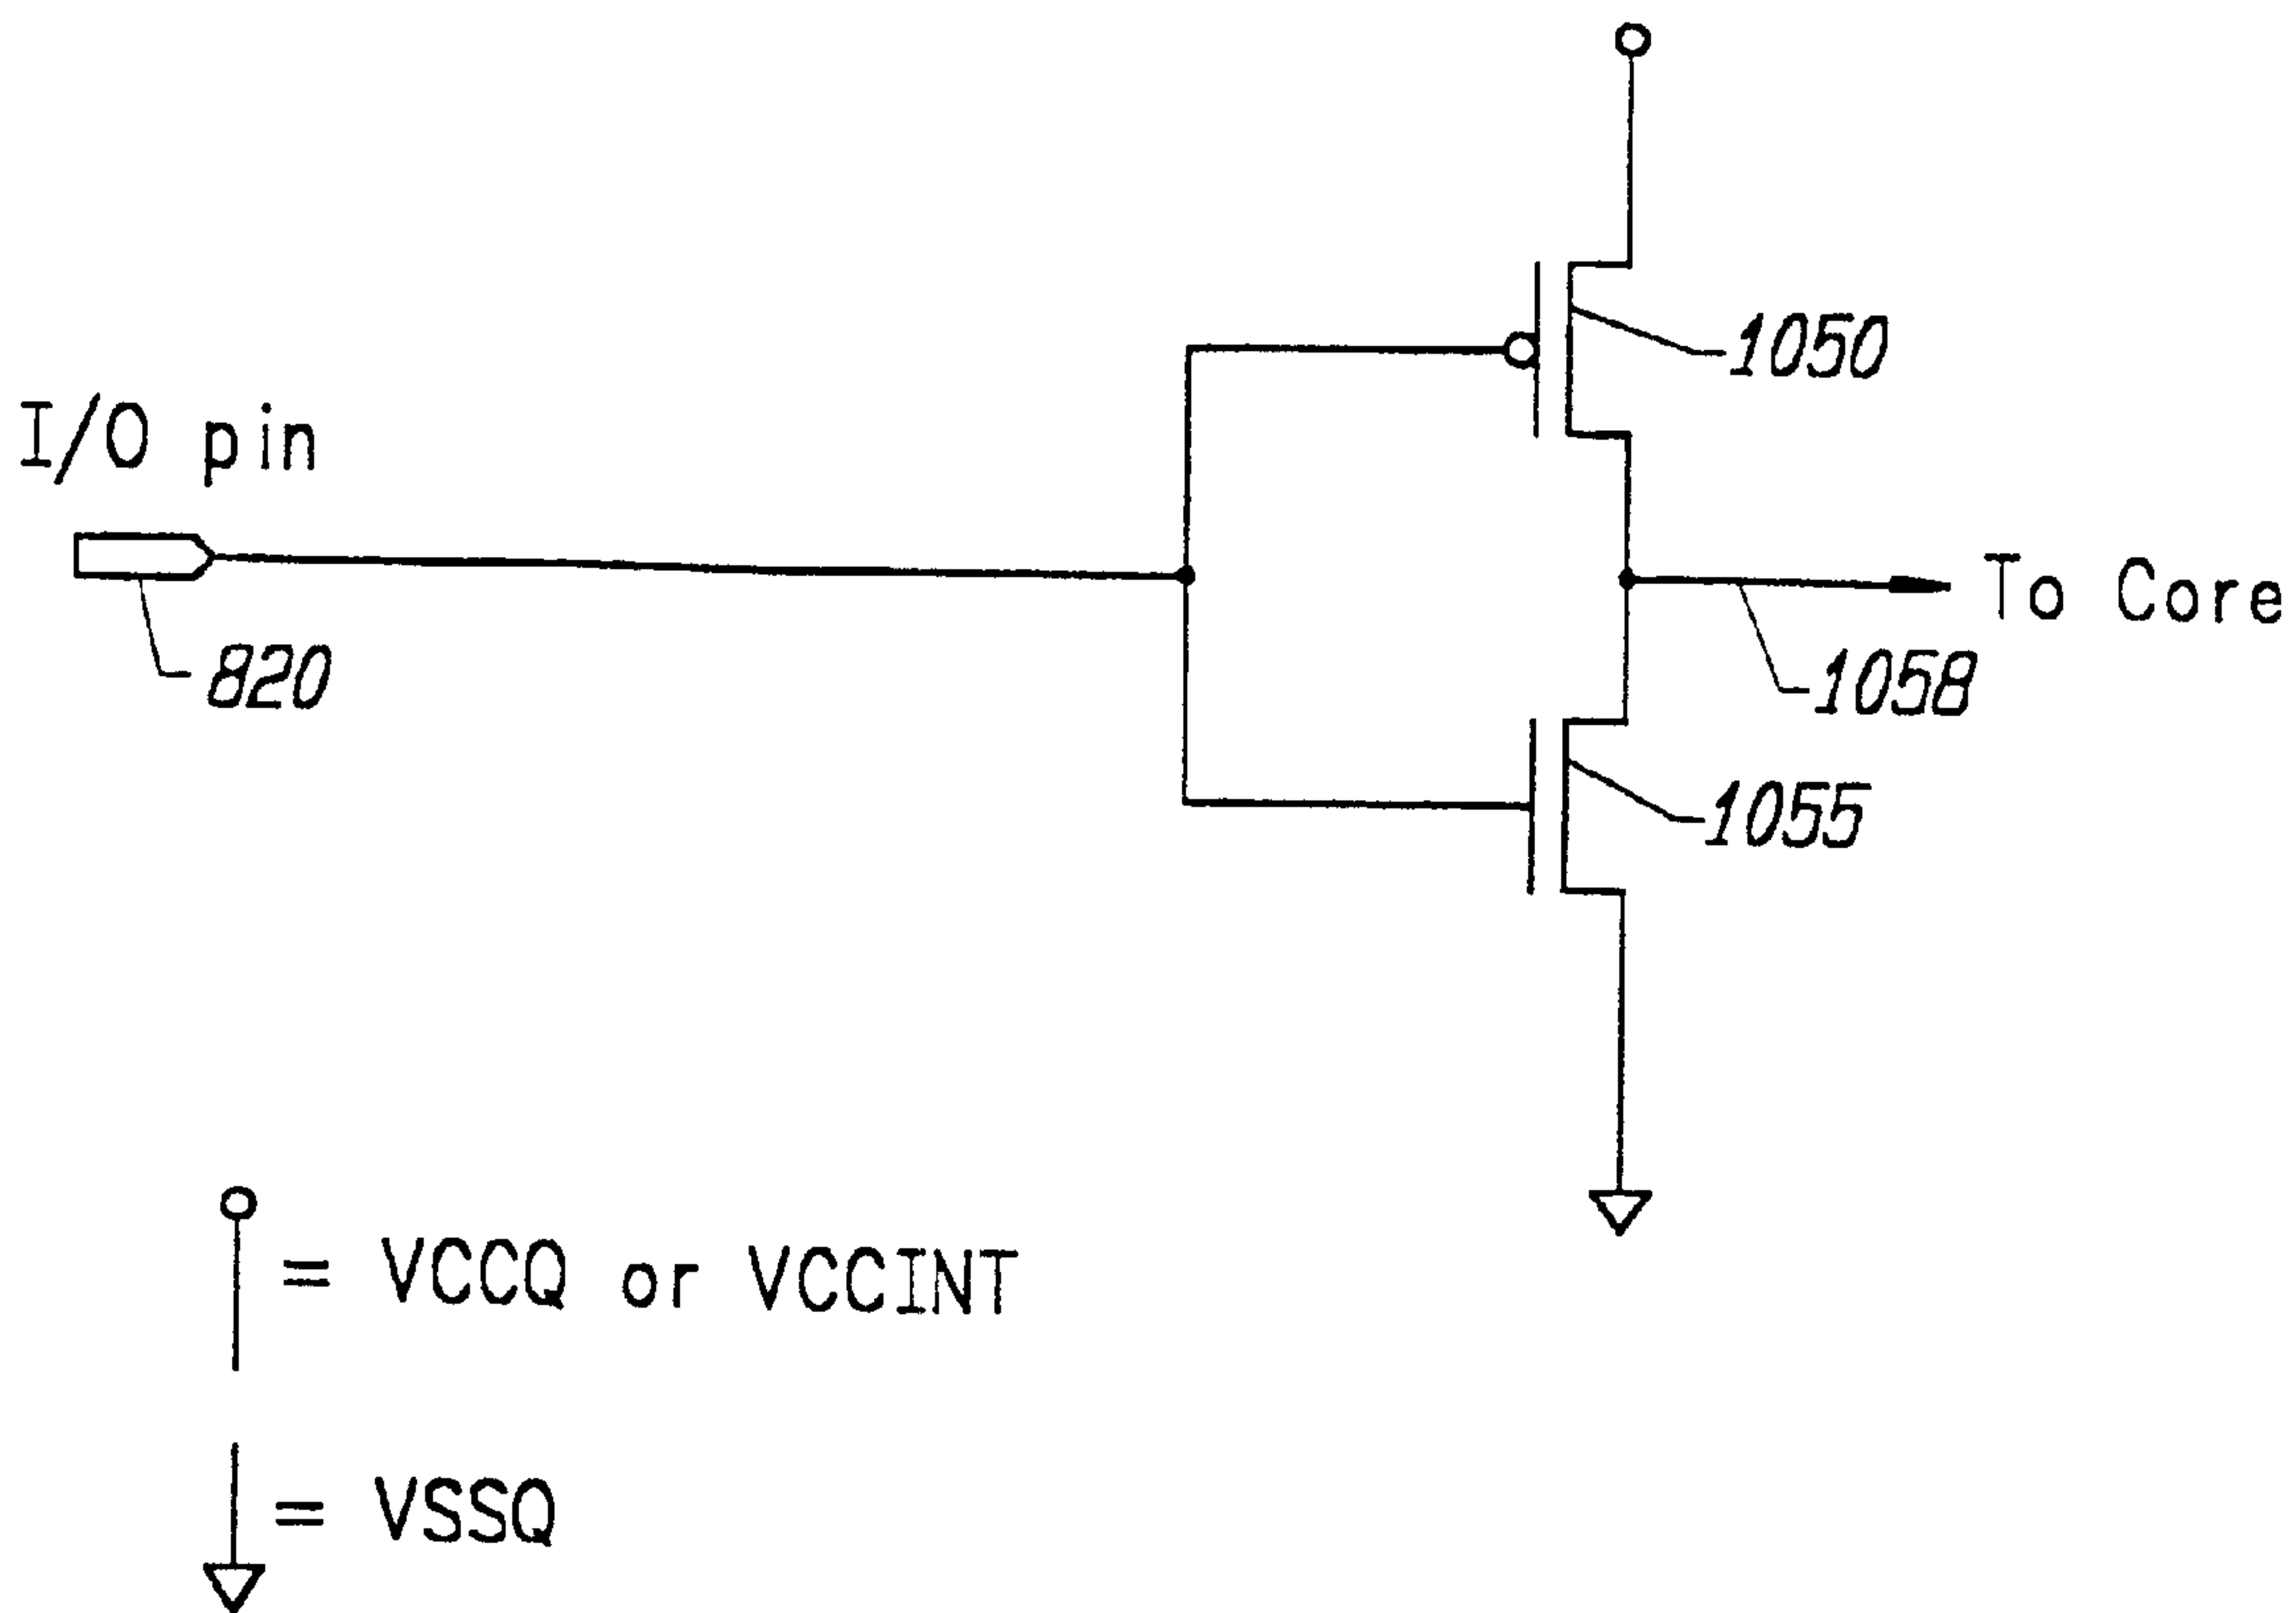 1050
I/O pin
To Core
820
1058
1055
= VCCQ or VCCINT
= VSSQ